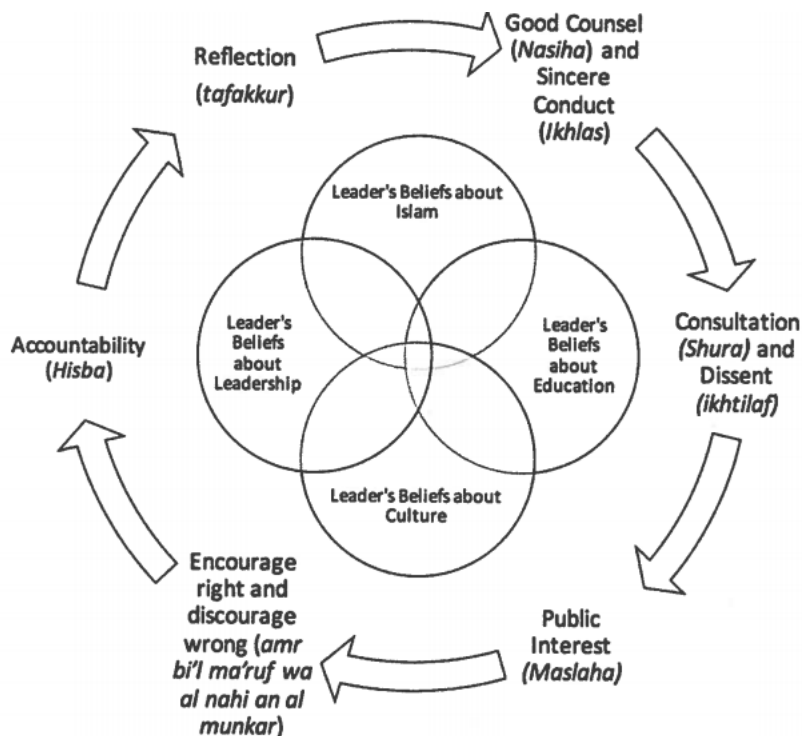 Reflection
(tafakkur)
Good Counsel
(Nasiha) and
Sincere
Conduct
(Ikhlas)
Consultation
(Shura) and
Dissent
(ikhtilaf)
Public
Interest
(Maslaha)
Encourage
right and
discourage
wrong (amr
bi'l ma'ruf wa
al nahi an al
munkar)
Accountability
(Hisba)
Leader's Beliefs about
Islam
Leader's
Beliefs
about
Leadership
Leader's
Beliefs
about
Education
Leader's Beliefs about
Culture